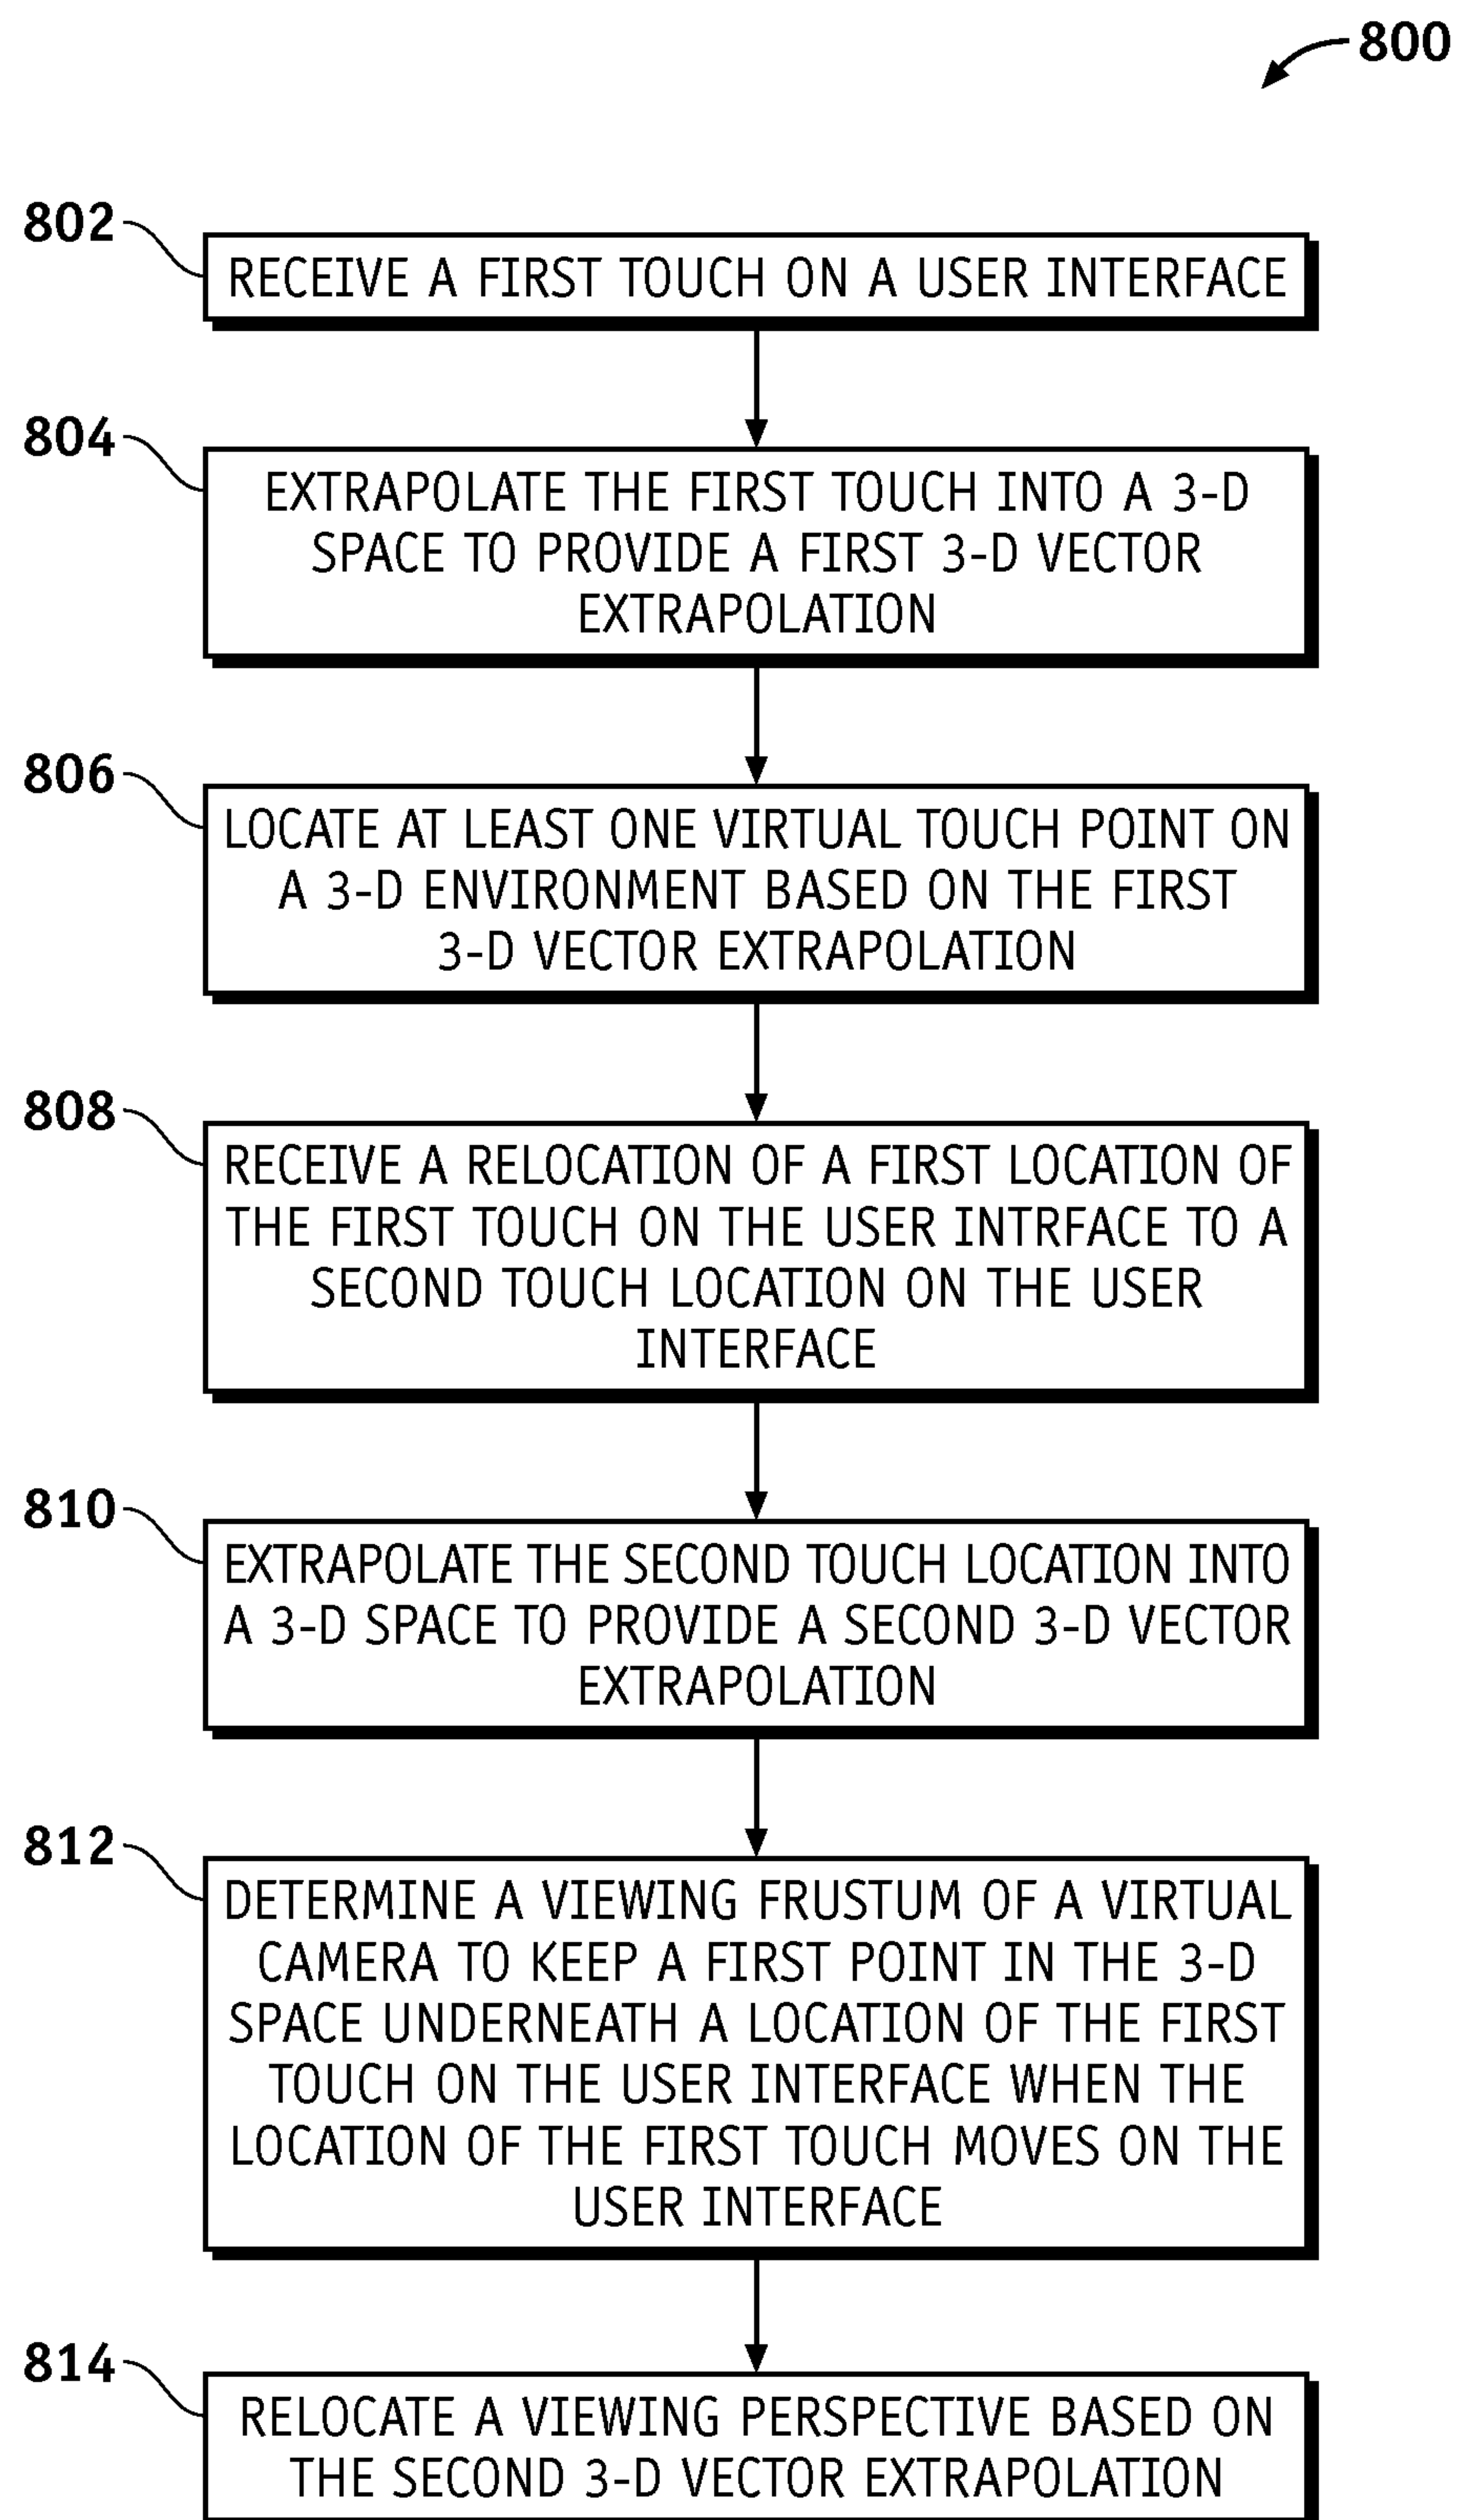 800
802
RECEIVE A FIRST TOUCH ON A USER INTERFACE
804
EXTRAPOLATE THE FIRST TOUCH INTO A 3-D
SPACE TO PROVIDE A FIRST 3-D VECTOR
EXTRAPOLATION
806
LOCATE AT LEAST ONE VIRTUAL TOUCH POINT ON
A 3-D ENVIRONMENT BASED ON THE FIRST
3-D VECTOR EXTRAPOLATION
808
RECEIVE A RELOCATION OF A FIRST LOCATION OF
THE FIRST TOUCH ON THE USER INTRFACE TO A
SECOND TOUCH LOCATION ON THE USER
INTERFACE
810
EXTRAPOLATE THE SECOND TOUCH LOCATION INTO
A 3-D SPACE TO PROVIDE A SECOND 3-D VECTOR
EXTRAPOLATION
812
DETERMINE A VIEWING FRUSTUM OF A VIRTUAL
CAMERA TO KEEP A FIRST POINT IN THE 3-D
SPACE UNDERNEATH A LOCATION OF THE FIRST
TOUCH ON THE USER INTERFACE WHEN THE
LOCATION OF THE FIRST TOUCH MOVES ON THE
USER INTERFACE
814
RELOCATE A VIEWING PERSPECTIVE BASED ON
THE SECOND 3-D VECTOR EXTRAPOLATION